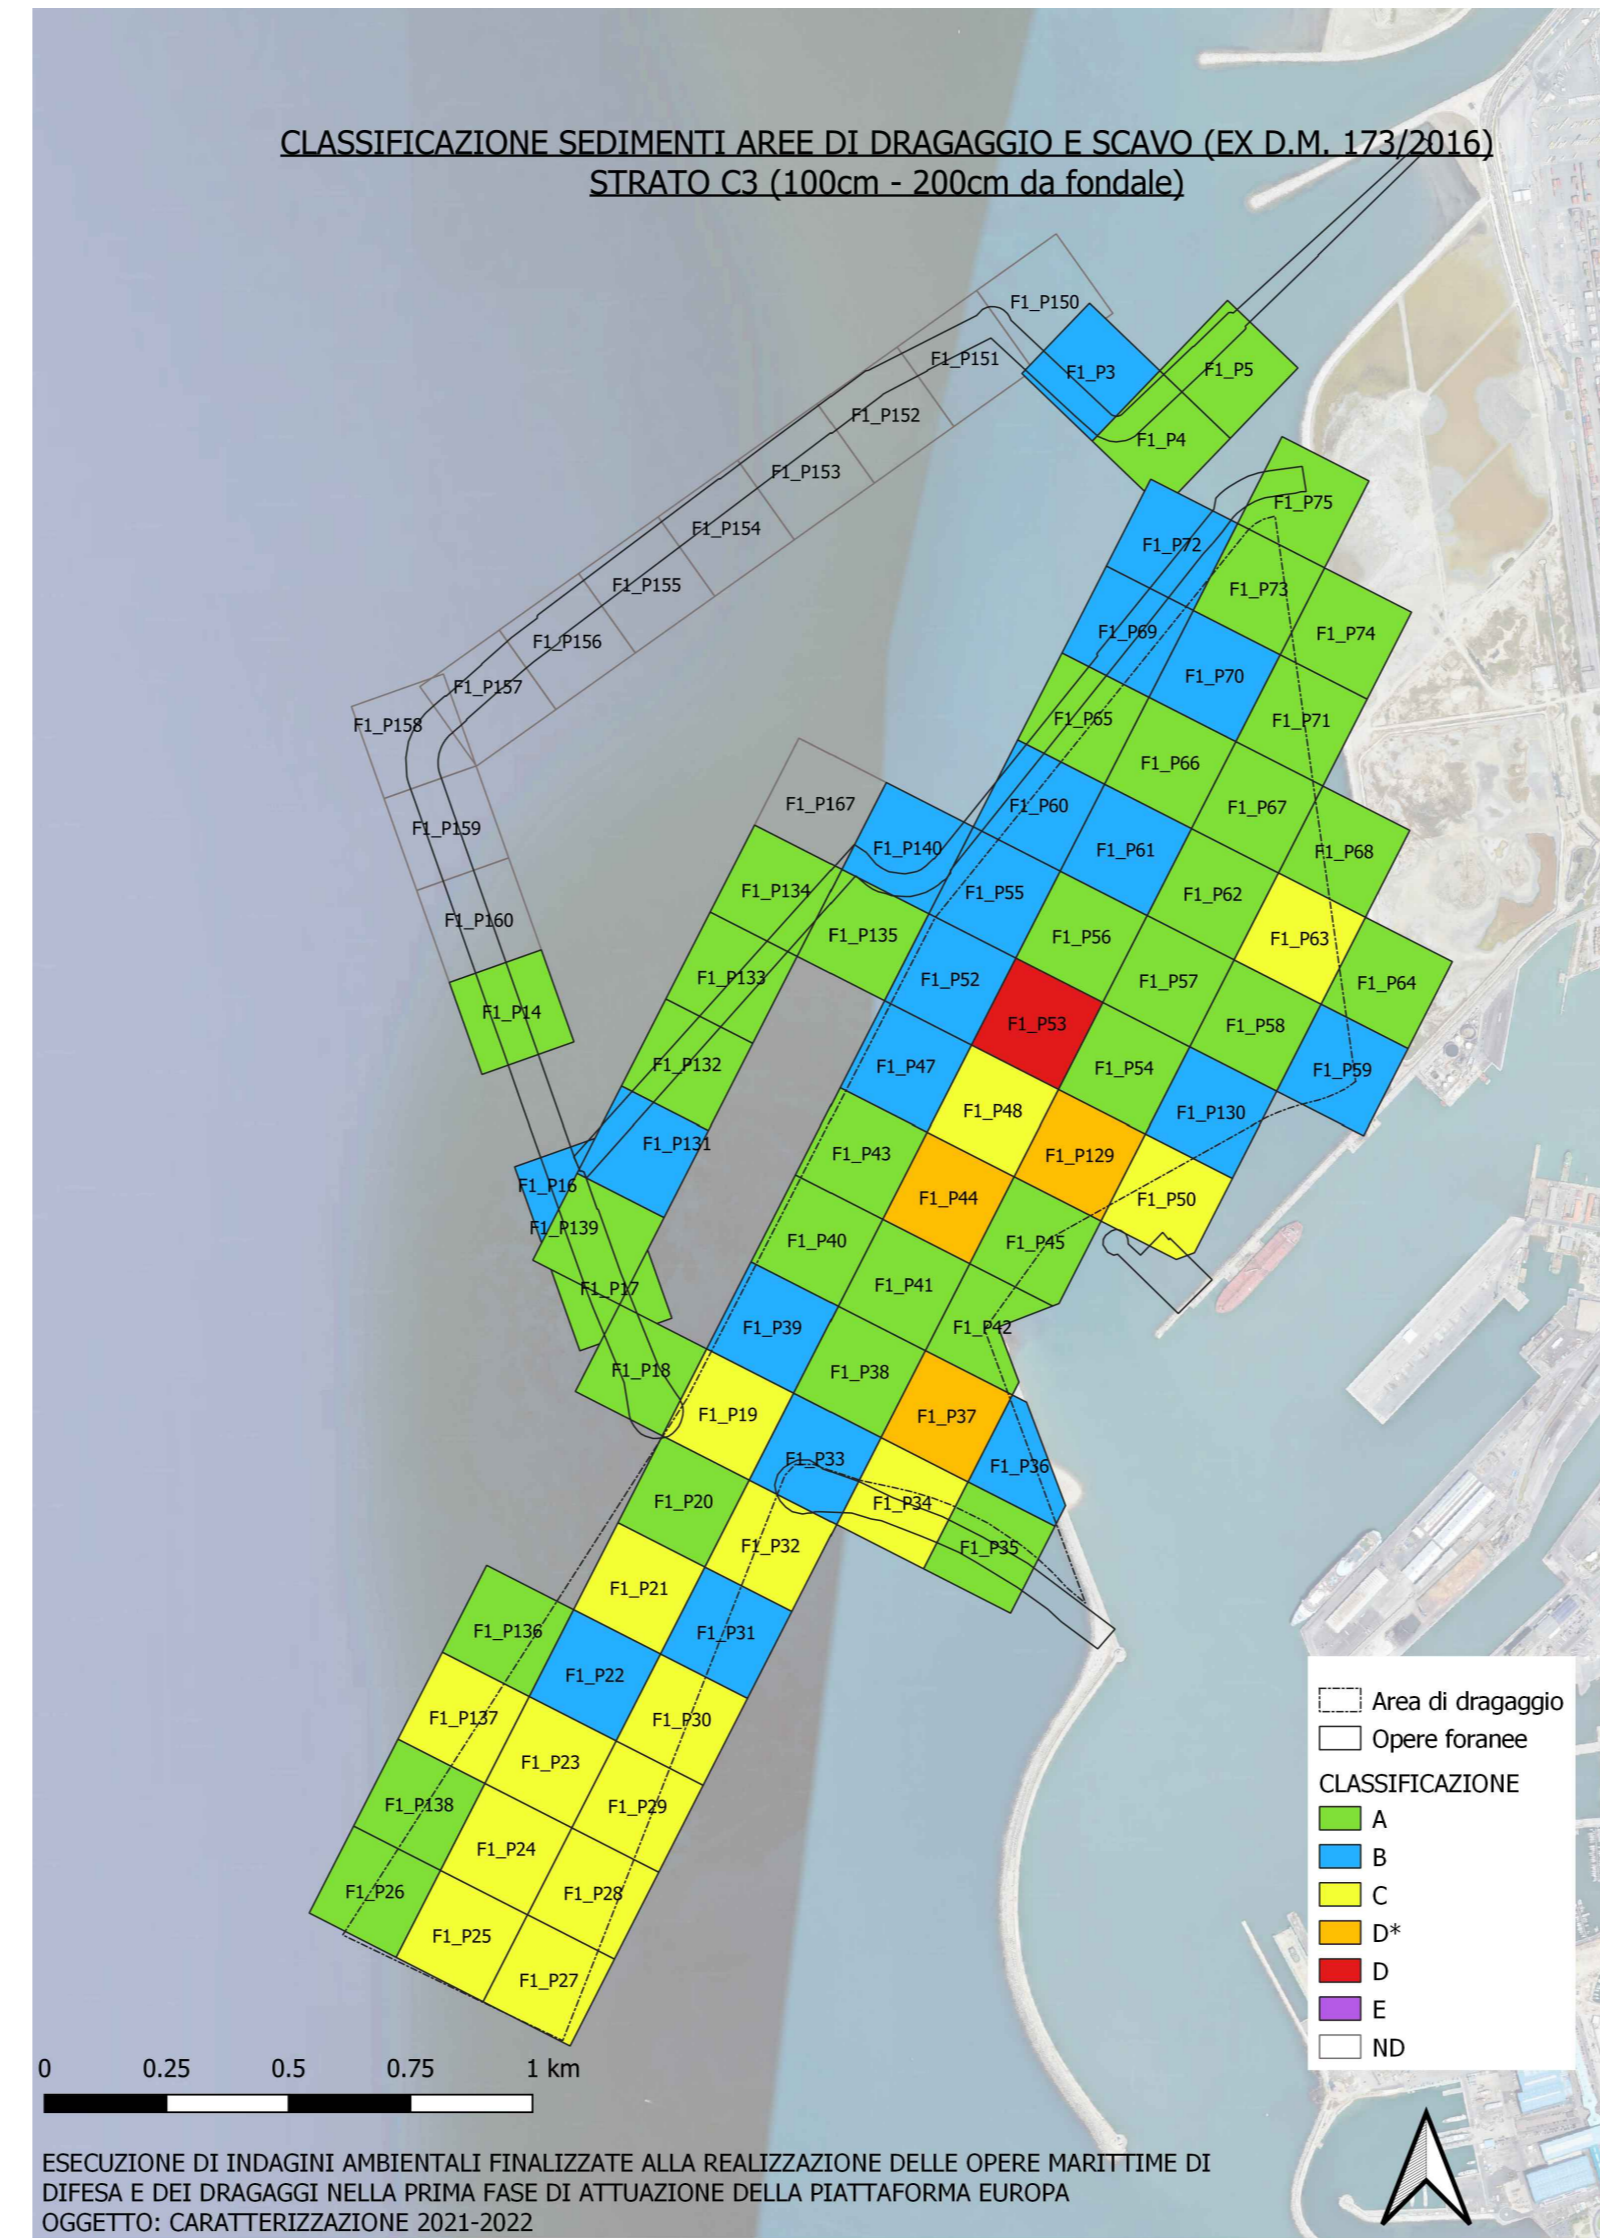 CLASSIFICAZIONE SEDIMENTI AREE DI DRAGAGGIO E SCAVO (EX D.M. 173/2016)
STRATO C3 (100cm - 200cm da fondale)
F1_P150
F1_P151
F1_P3
F1_P5
F1_P152
F1_P4
F1_P153
F1_P75
F1_P154
F1_P72
F1_P155
F1_P73
F1_P156
F1_P69
F1_P74
F1_P157
F1_P70
F1_P158
F1_P65
F1_P71
F1_P66
F1_P167
F1_P60
F1_P67
F1_P159
F1_P140
F1_P61
F1_P68
F1_P134
F1_P55
F1_P62
F1_P160
F1_P135
F1_P56
F1_P63
F1_P133
F1_P52
F1_P57
F1_P64
F1_P14
F1_P53
F1_P58
F1_P132
F1_P47
F1_P54
F1_P59
F1_P48
F1_P130
F1_P131
F1_P43
F1_P129
F1_P16
F1_P44
F1_P50
F1_P139
F1_P40
F1_P45
F1_P17
F1_P41
F1_P39
F1_P42
F1_P18
F1_P38
F1_P19
F1_P37
F1_P33
F1_P36
F1_P20
F1_P34
F1_P32
F1_P35
F1_P21
F1_P136
F1_P31
F1_P22
F1_P137
F1_P30
F1_P23
F1_P138
F1_P29
F1_P24
F1_P26
F1_P28
F1_P25
F1_P27
Area di dragaggio
Opere foranee
CLASSIFICAZIONE
A
B
C
D*
D
E
ND
0 0.25 0.5 0.75 1 km
ESECUZIONE DI INDAGINI AMBIENTALI FINALIZZATE ALLA REALIZZAZIONE DELLE OPERE MARITTIME DI
DIFESA E DEI DRAGAGGI NELLA PRIMA FASE DI ATTUAZIONE DELLA PIATTAFORMA EUROPA
OGGETTO: CARATTERIZZAZIONE 2021-2022